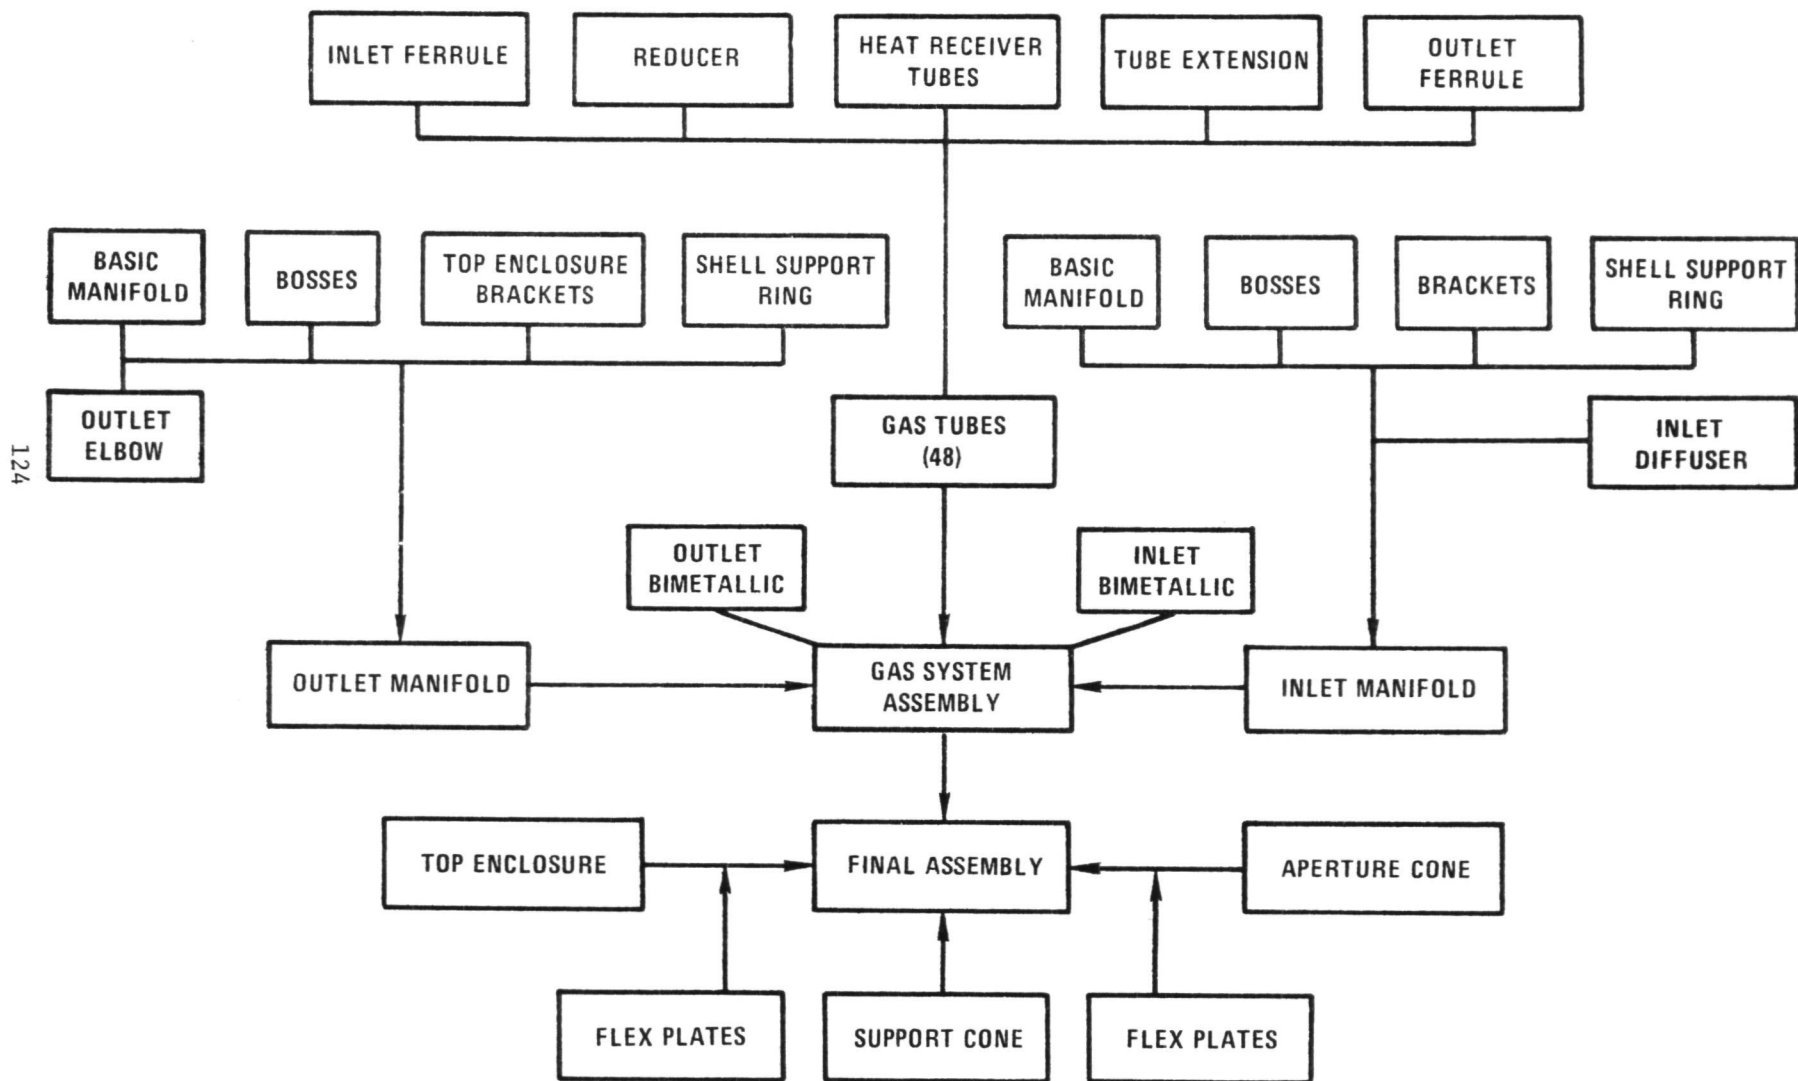 INLET FERRULE
REDUCER
HEAT RECEIVER
TUBES
TUBE EXTENSION
OUTLET
FERRULE
BASIC
MANIFOLD
BOSSES
TOP ENCLOSURE
BRACKETS
SHELL SUPPORT
RING
BASIC
MANIFOLD
BOSSES
BRACKETS
SHELL SUPPORT
RING
OUTLET
ELBOW
GAS TUBES
(48)
INLET
DIFFUSER
124
OUTLET
BIMETALLIC
INLET
BIMETALLIC
OUTLET MANIFOLD
GAS SYSTEM
ASSEMBLY
INLET MANIFOLD
TOP ENCLOSURE
FINAL ASSEMBLY
APERTURE CONE
FLEX PLATES
SUPPORT CONE
FLEX PLATES